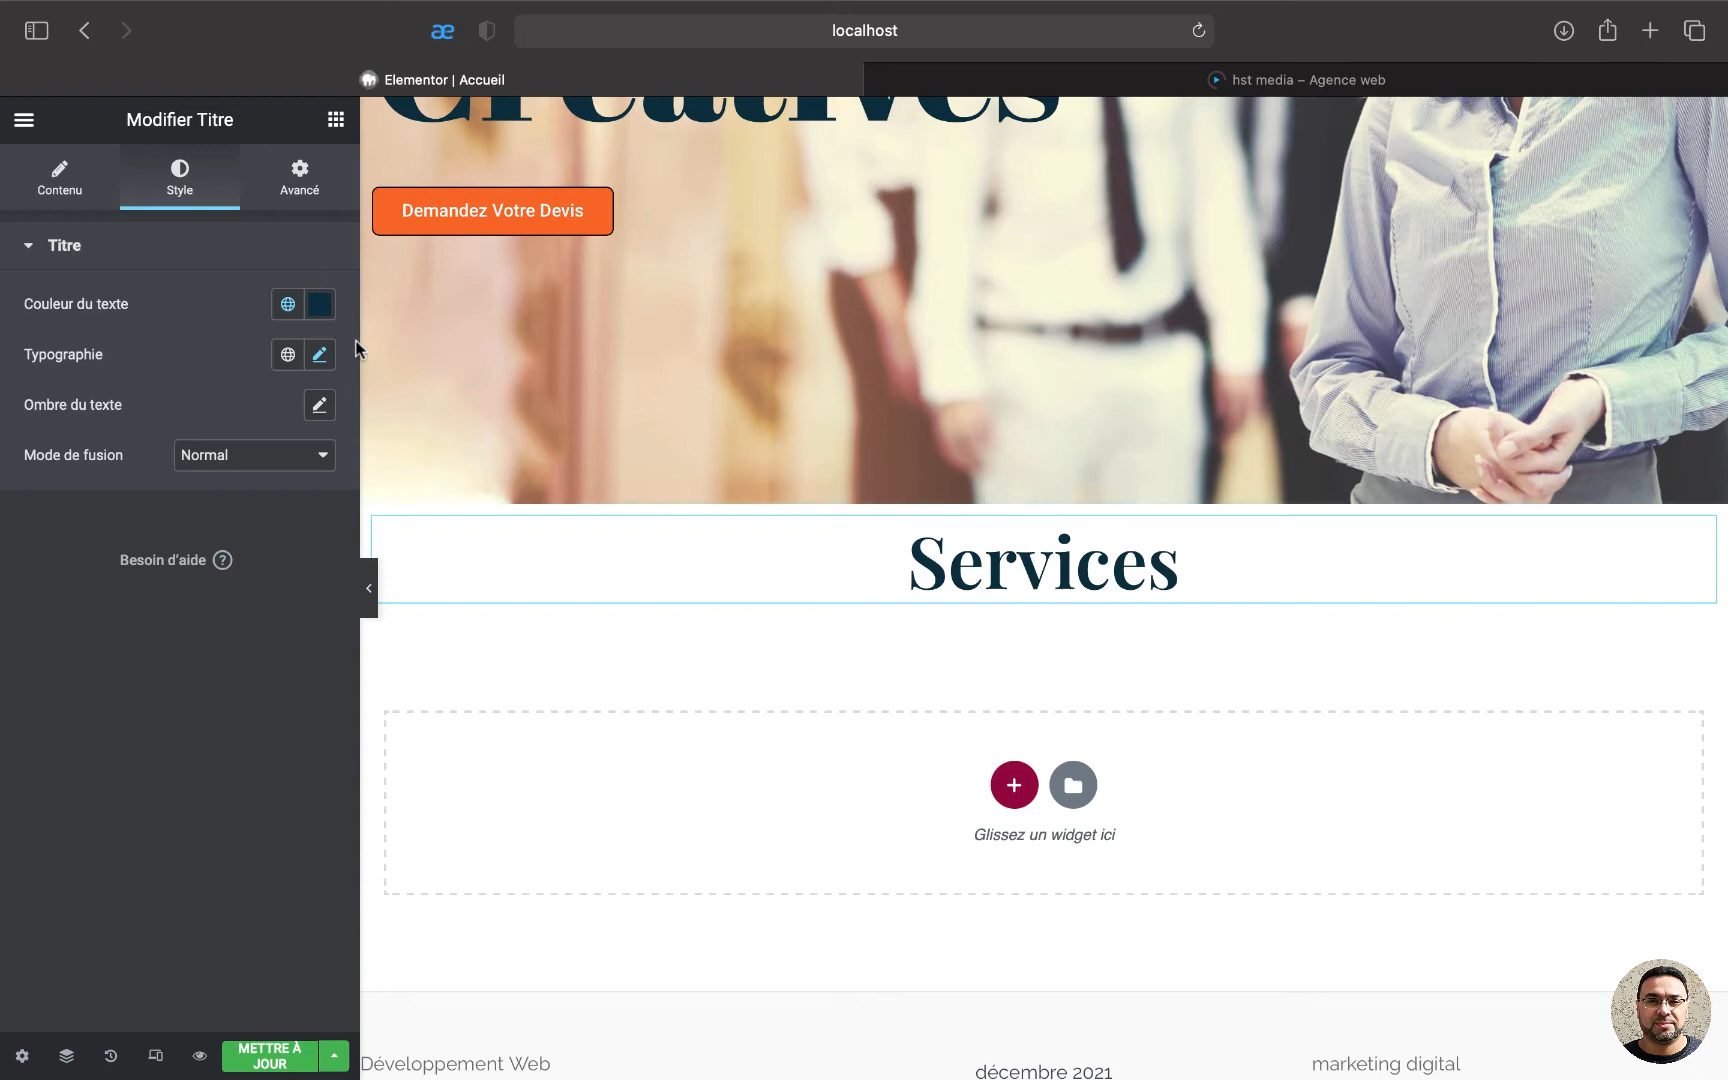 localhost
Elementor | Accueil
hst media – Agence web
Modifier Titre
Contenu
Style
Avancé
Titre
Couleur du texte
Typographie
Ombre du texte
Mode de fusion
Normal
Besoin d'aide ?
METTRE À JOUR
Creatives
Demandez Votre Devis
Services
Glissez un widget ici
Développement Web
décembre 2021
marketing digital